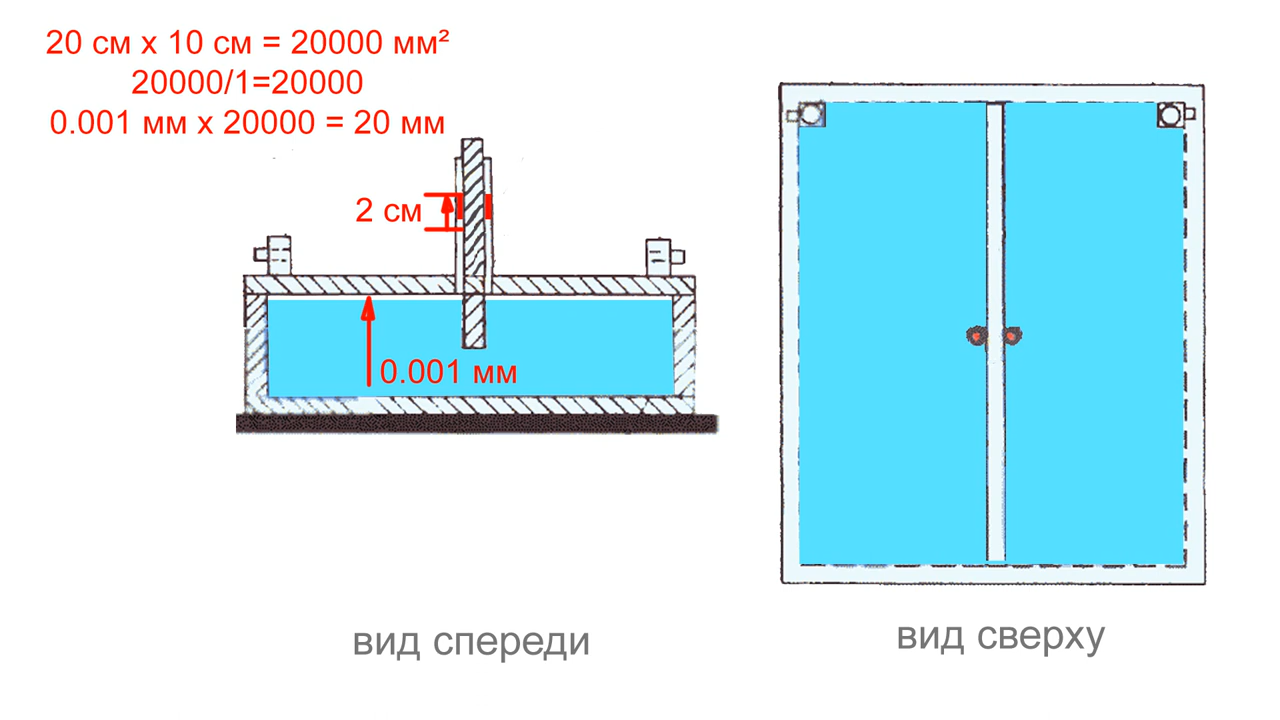 20 см x 10 см = 20000 мм²
20000/1=20000
0.001 мм x 20000 = 20 мм
2 см
0.001 мм
вид спереди
вид сверху